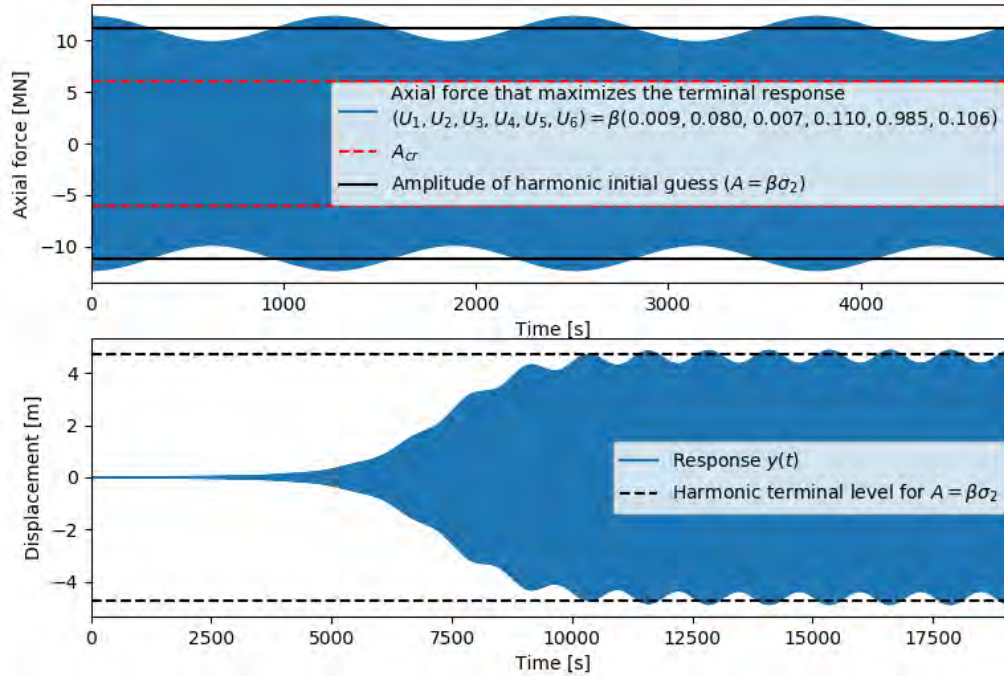 10
5
0
−5
−10
Axial force [MN]
Axial force that maximizes the terminal response
(U₁, U₂, U₃, U₄, U₅, U₆) = β(0.009, 0.080, 0.007, 0.110, 0.985, 0.106)
A_cr
Amplitude of harmonic initial guess (A = βσ₂)
0 1000 2000 3000 4000
Time [s]
4
2
0
−2
−4
Displacement [m]
Response y(t)
Harmonic terminal level for A = βσ₂
0 2500 5000 7500 10000 12500 15000 17500
Time [s]